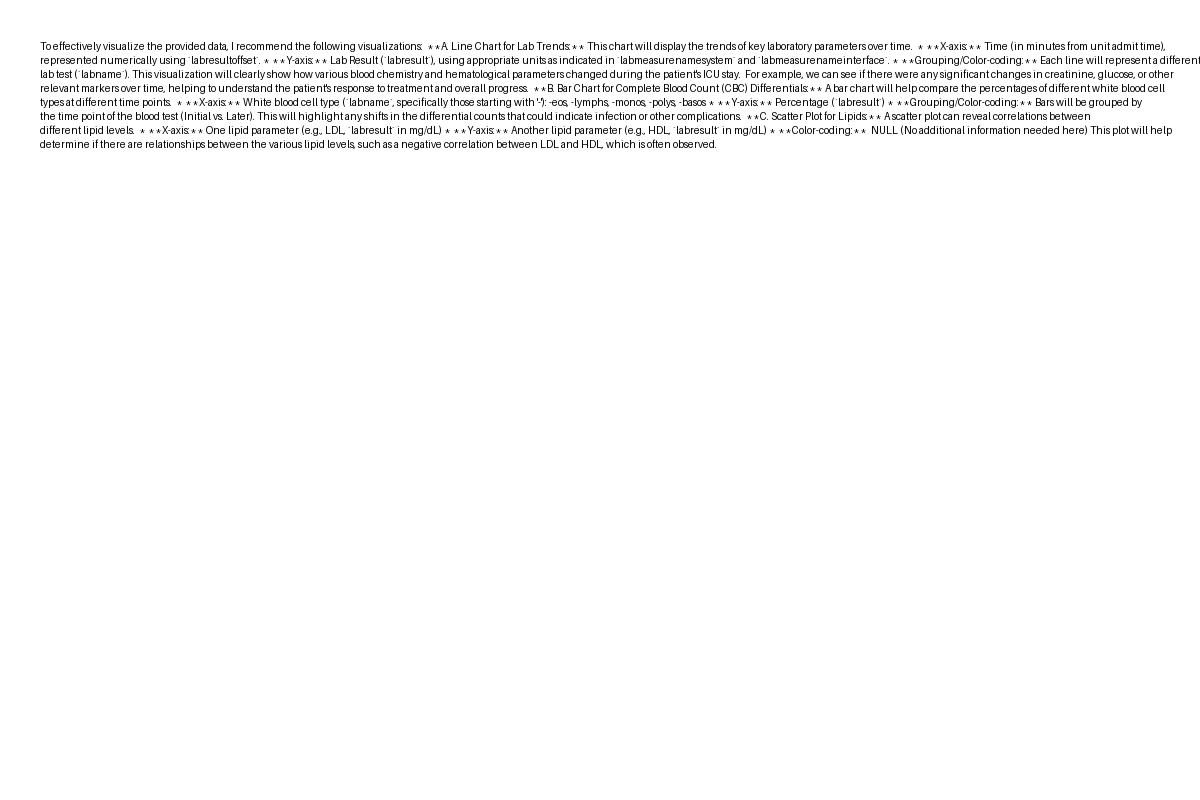 To effectively visualize the provided data, I recommend the following visualizations:  **A. Line Chart for Lab Trends:** This chart will display the trends of key laboratory parameters over time.  * **X-axis:** Time (in minutes from unit admit time),
represented numerically using `labresultoffset`. * **Y-axis:** Lab Result (`labresult`), using appropriate units as indicated in `labmeasurenamesystem` and `labmeasurenameinterface`. * **Grouping/Color-coding:** Each line will represent a different
lab test (`labname`). This visualization will clearly show how various blood chemistry and hematological parameters changed during the patient's ICU stay.  For example, we can see if there were any significant changes in creatinine, glucose, or other
relevant markers over time, helping to understand the patient's response to treatment and overall progress.  **B. Bar Chart for Complete Blood Count (CBC) Differentials:** A bar chart will help compare the percentages of different white blood cell
types at different time points.  * **X-axis:** White blood cell type (`labname`, specifically those starting with '-'): -eos, -lymphs, -monos, -polys, -basos * **Y-axis:** Percentage (`labresult`) * **Grouping/Color-coding:** Bars will be grouped by
the time point of the blood test (Initial vs. Later). This will highlight any shifts in the differential counts that could indicate infection or other complications.  **C. Scatter Plot for Lipids:** A scatter plot can reveal correlations between
different lipid levels.  * **X-axis:** One lipid parameter (e.g., LDL, `labresult` in mg/dL) * **Y-axis:** Another lipid parameter (e.g., HDL, `labresult` in mg/dL) * **Color-coding:**  NULL (No additional information needed here) This plot will help
determine if there are relationships between the various lipid levels, such as a negative correlation between LDL and HDL, which is often observed.